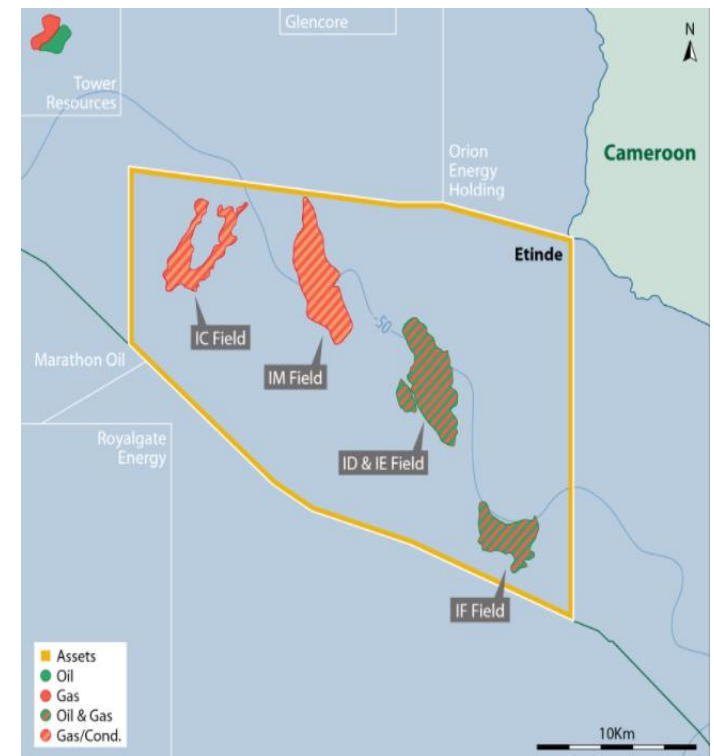 Glencore
N
Tower
Resources
Orion
Energy
Holding
Cameroon
Etinde
-50
IC Field
Marathon Oil
IM Field
Royalgate
Energy
ID & IE Field
IF Field
Assets
Oil
Gas
Oil & Gas
Gas/Cond.
10Km